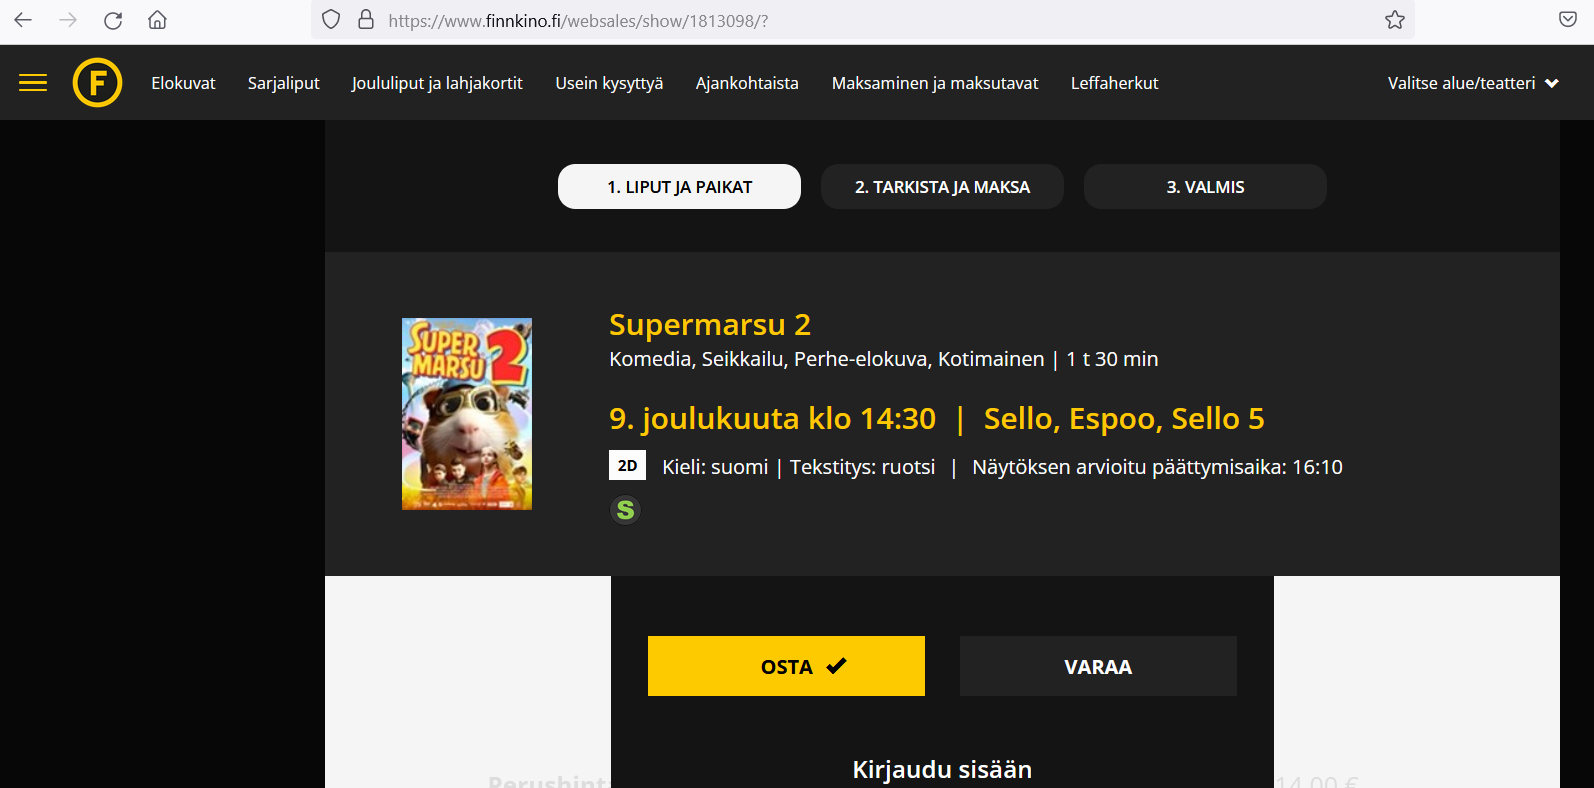 https://www.finnkino.fi/websales/show/1813098/?
F
Elokuvat Sarjaliput Joululiput ja lahjakortit Usein kysyttyä Ajankohtaista Maksaminen ja maksutavat Leffaherkut Valitse alue/teatteri
1. LIPUT JA PAIKAT 2. TARKISTA JA MAKSA 3. VALMIS
SUPER
MARSU 2
Supermarsu 2
Komedia, Seikkailu, Perhe-elokuva, Kotimainen | 1 t 30 min
9. joulukuuta klo 14:30 | Sello, Espoo, Sello 5
2D Kieli: suomi | Tekstitys: ruotsi | Näytöksen arvioitu päättymisaika: 16:10
S
OSTA VARAA
Kirjaudu sisään
14,00 €